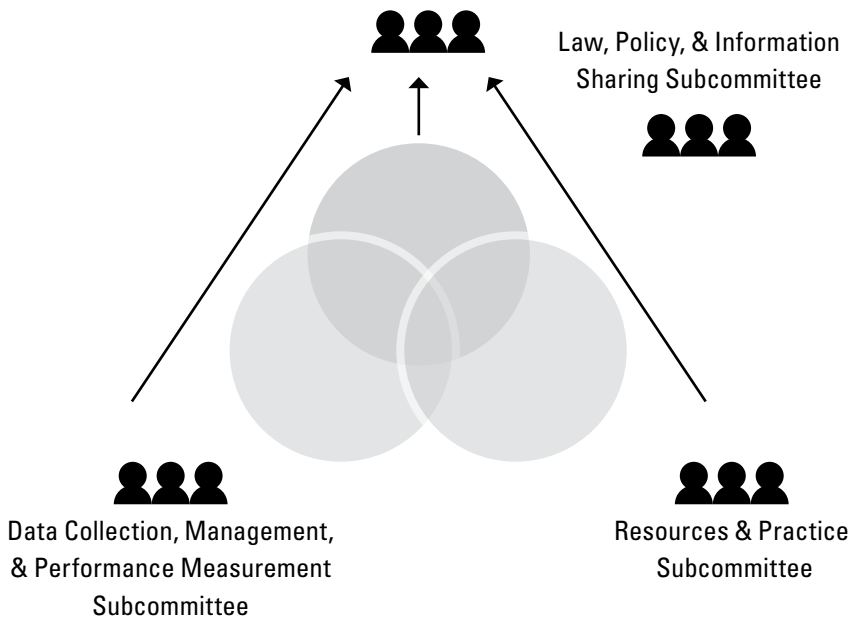 Law, Policy, & Information
Sharing Subcommittee
Data Collection, Management,
& Performance Measurement
Subcommittee
Resources & Practice
Subcommittee